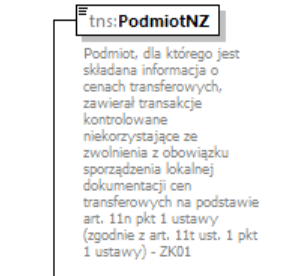 tns:PodmiotNZ
Podmiot, dla którego jest
składana informacja o
cenach transferowych,
zawierał transakcje
kontrolowane
niekorzystające ze
zwolnienia z obowiązku
sporządzenia lokalnej
dokumentacji cen
transferowych na podstawie
art. 11n pkt 1 ustawy
(zgodnie z art. 11t ust. 1 pkt
1 ustawy) - ZK01